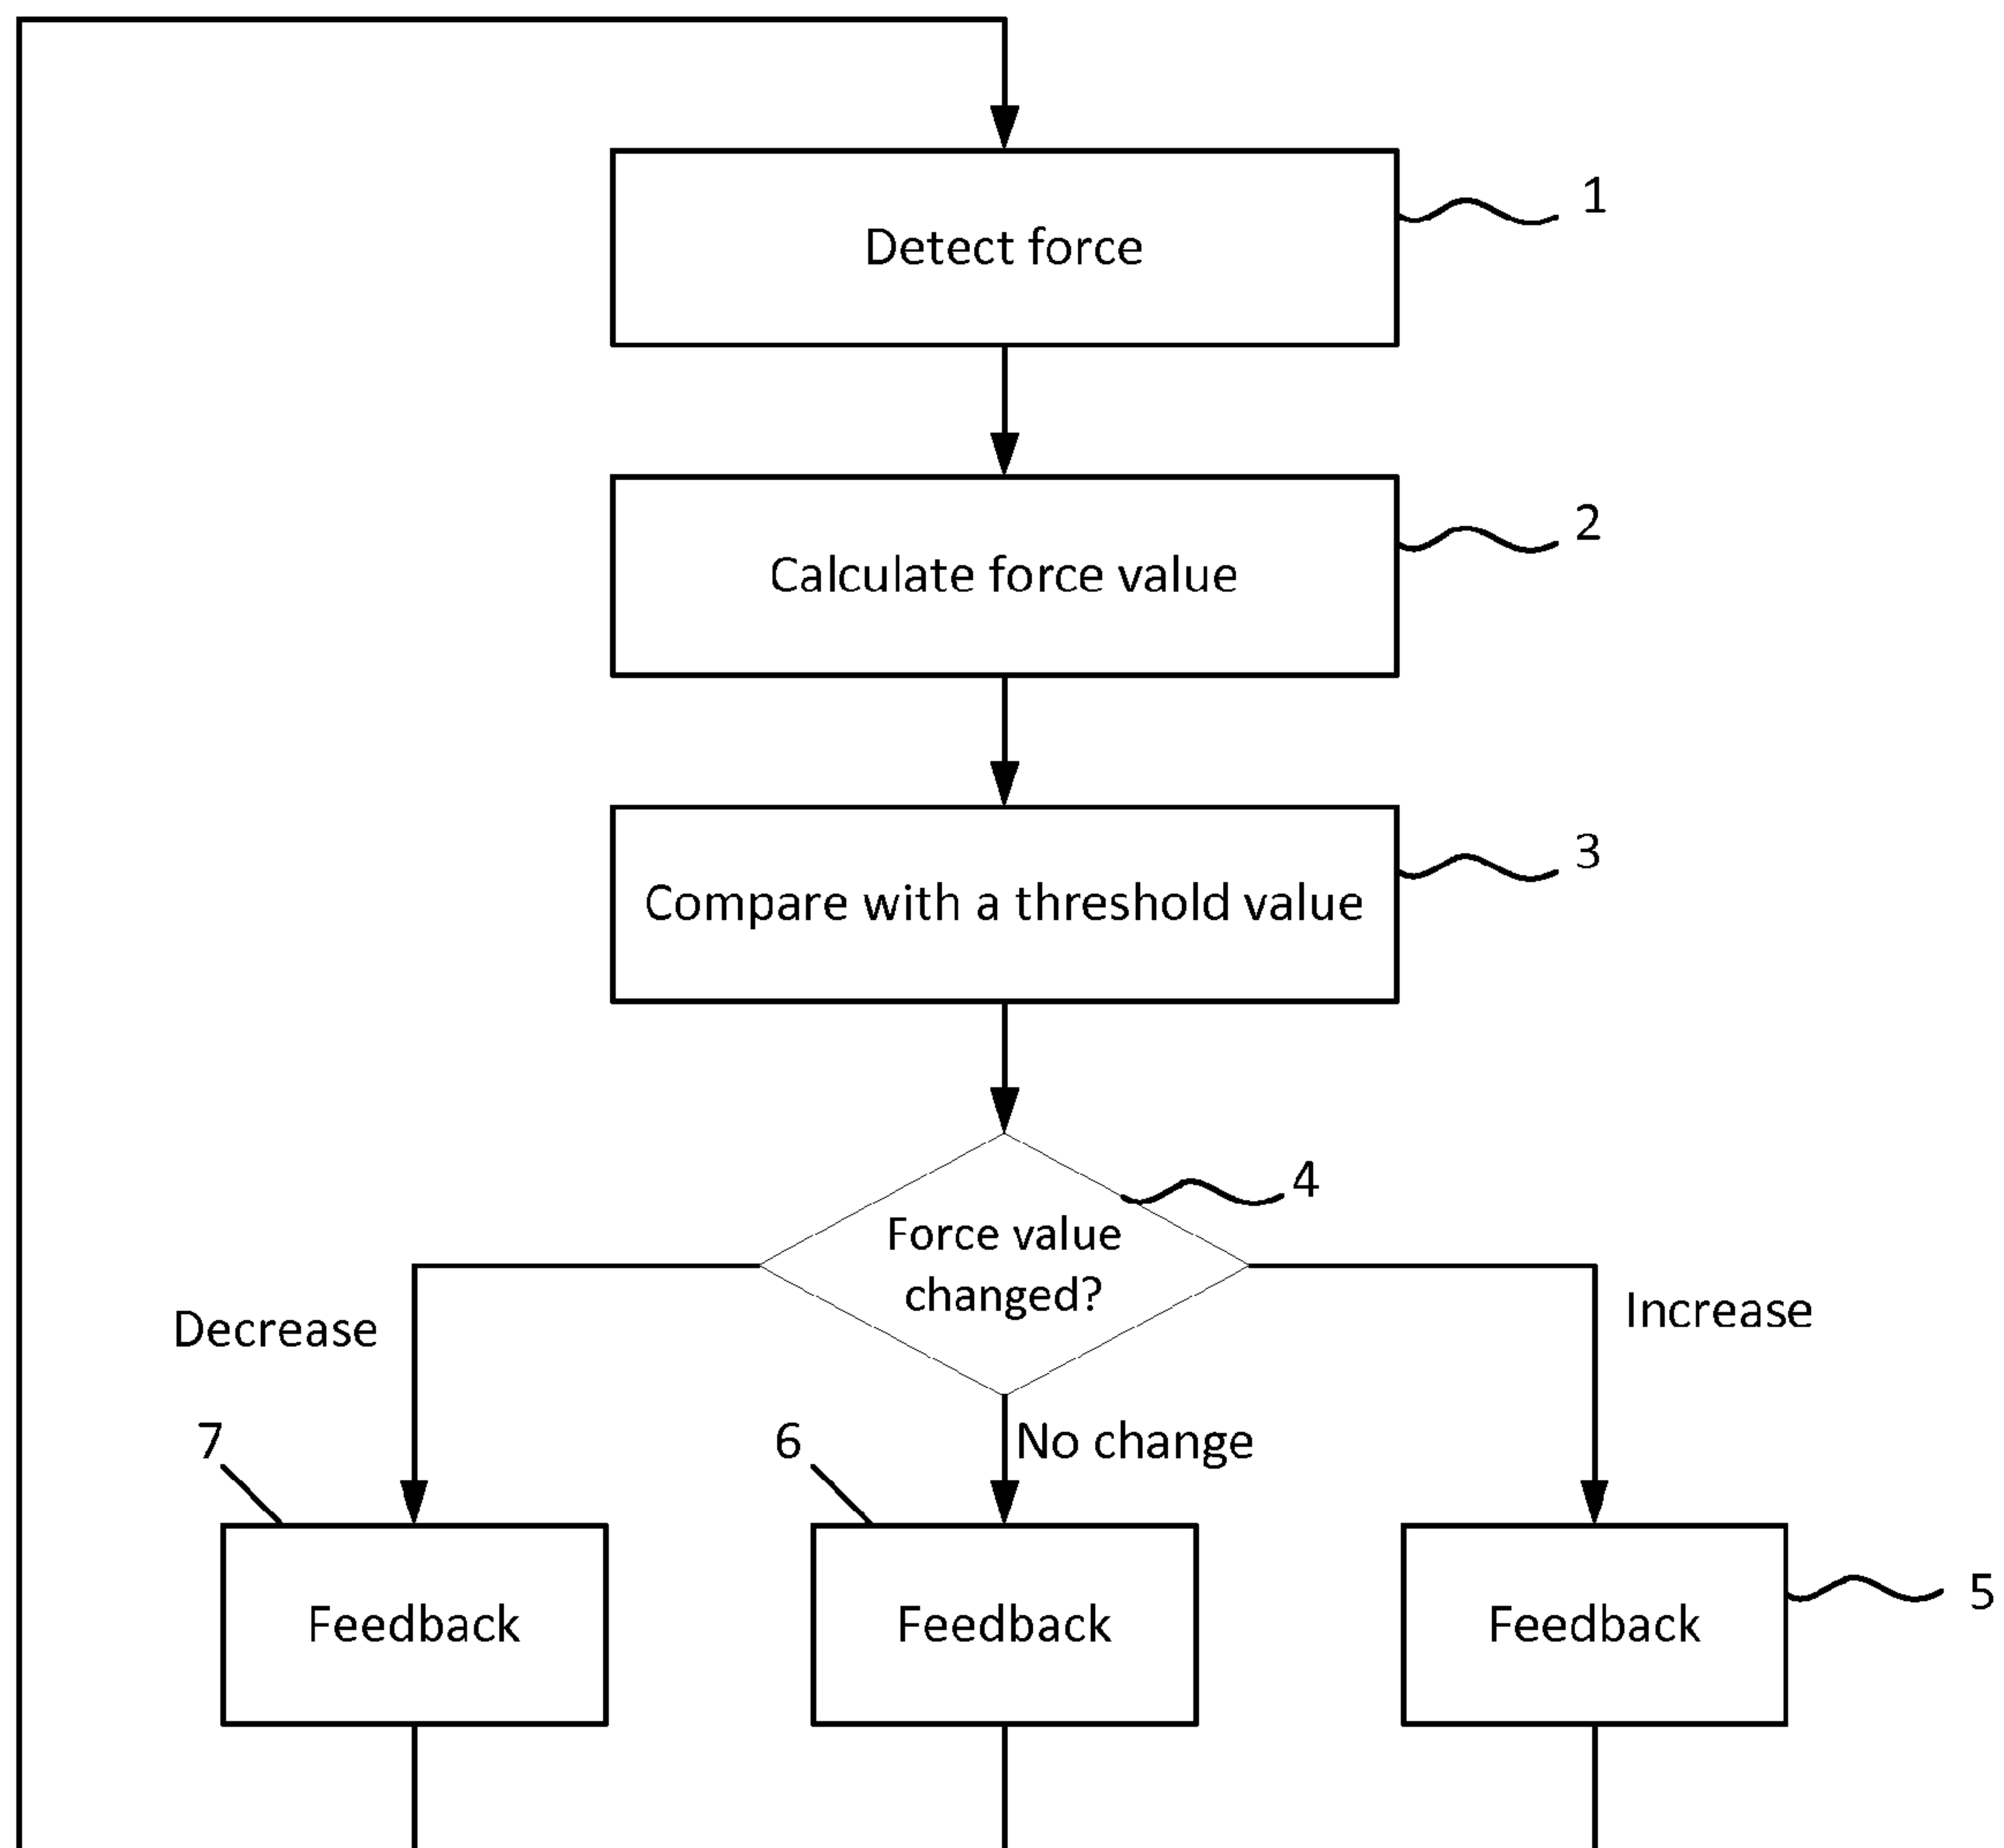 Detect force
1
Calculate force value
2
Compare with a threshold value
3
4
Force value
changed?
Decrease
Increase
No change
7
6
Feedback
Feedback
Feedback
5